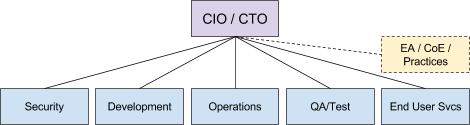 CIO / CTO
EA / CoE /
Practices
Security
Development
Operations
QA/Test
End User Svcs